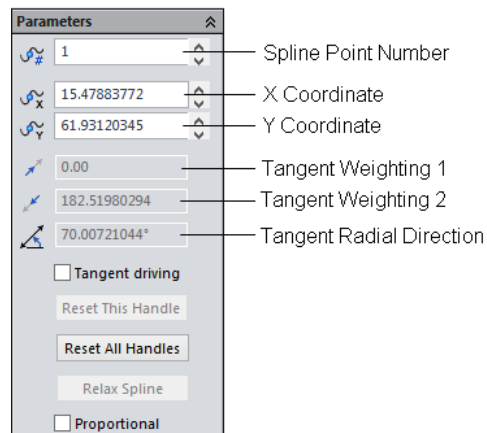 Parameters
1
Spline Point Number
15.47883772
X Coordinate
61.93120345
Y Coordinate
0.00
Tangent Weighting 1
182.51980294
Tangent Weighting 2
70.00721044°
Tangent Radial Direction
Tangent driving
Reset This Handle
Reset All Handles
Relax Spline
Proportional